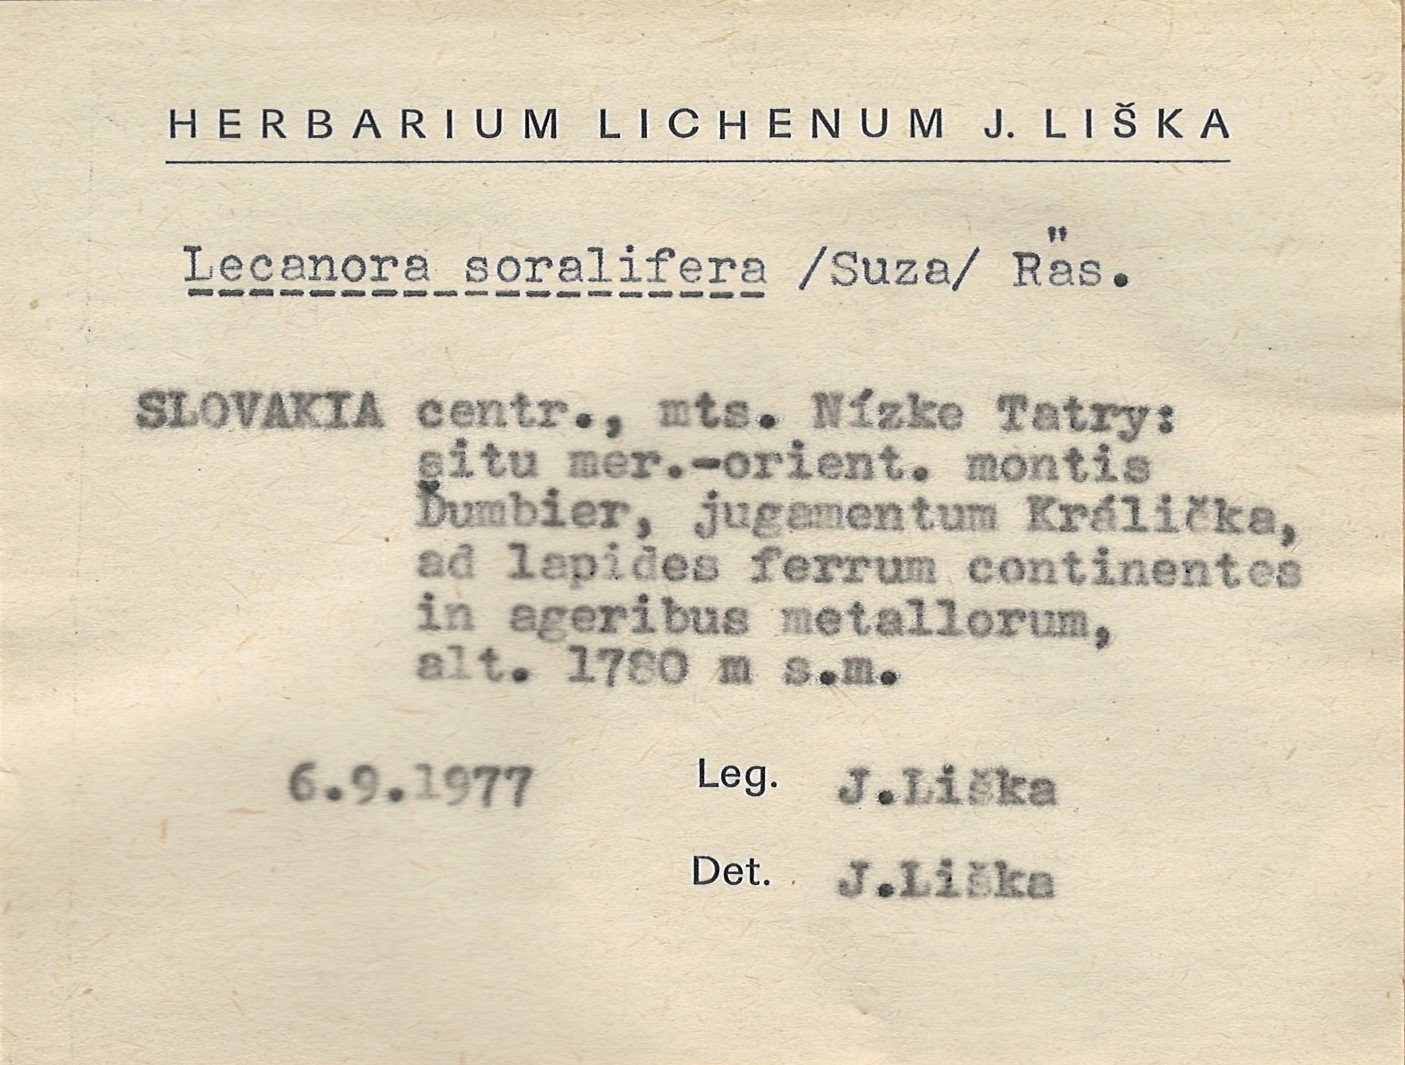 HERBARIUM LICHENUM J. LIŠKA
Lecanora soralifera /Suza/ Räs.
SLOVAKIA centr., mts. Nízke Tatry:
situ mer.-orient. montis
Ďumbier, jugamentum Králička,
ad lapides ferrum continentes
in ageribus metallorum,
alt. 1780 m s.m.
6.9.1977 Leg. J.Liška
Det. J.Liška